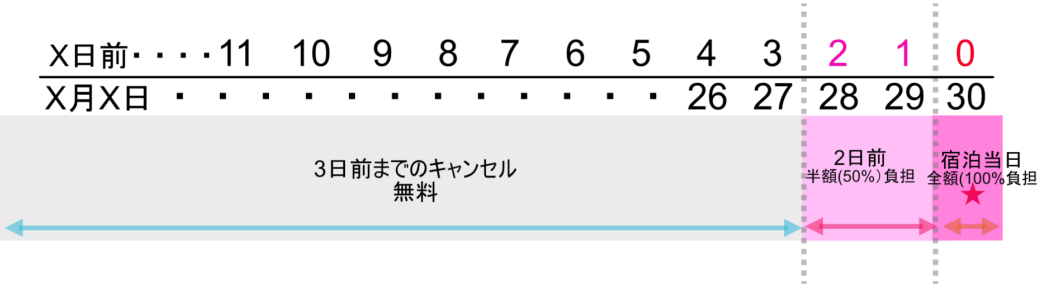 X日前・・・・11 10 9 8 7 6 5 4 3 2 1 0
X月X日 ・ ・ ・ ・ ・ ・ ・ ・ ・ ・ ・ ・ 26 27 28 29 30
3日前までのキャンセル
無料
2日前
半額(50%)負担
宿泊当日
全額(100%負担